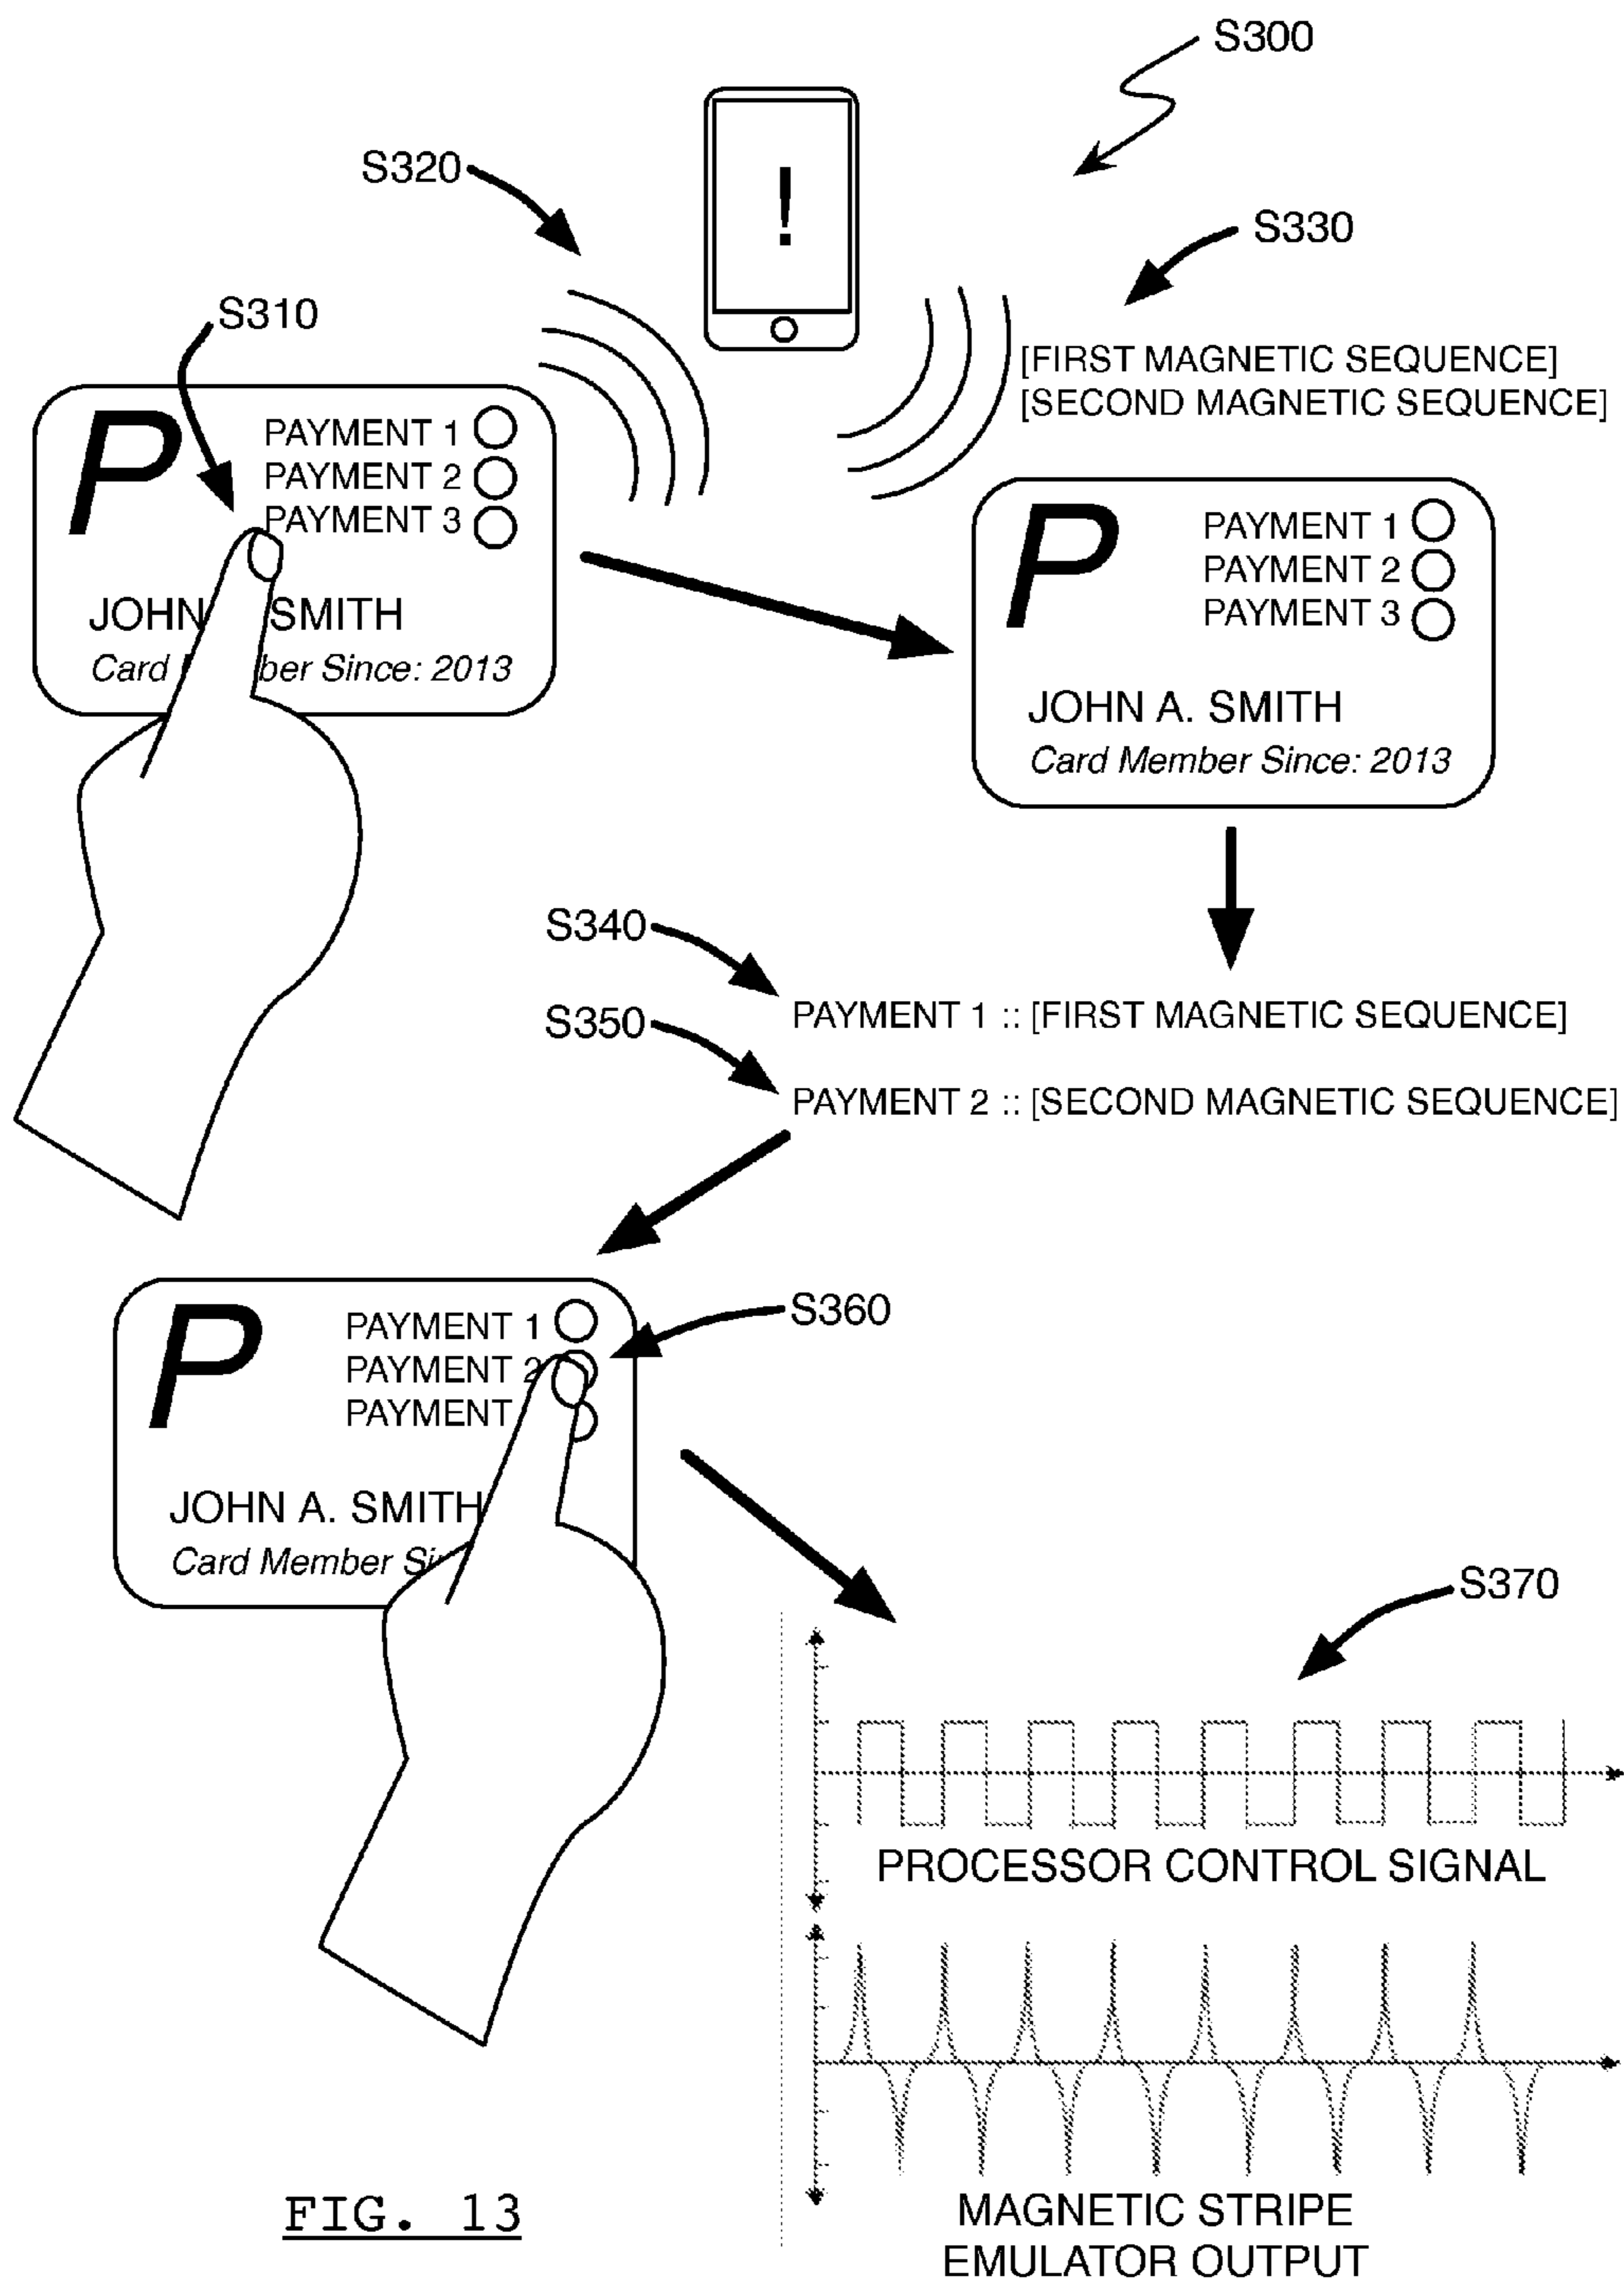 S300
S320
!
S330
S310
[FIRST MAGNETIC SEQUENCE]
[SECOND MAGNETIC SEQUENCE]
P
PAYMENT 1
PAYMENT 2
PAYMENT 3
JOHN SMITH
Card ber Since: 2013
P
PAYMENT 1
PAYMENT 2
PAYMENT 3
JOHN A. SMITH
Card Member Since: 2013
S340
PAYMENT 1 :: [FIRST MAGNETIC SEQUENCE]
S350
PAYMENT 2 :: [SECOND MAGNETIC SEQUENCE]
P
PAYMENT 1
PAYMENT 2
PAYMENT
S360
JOHN A. SMITH
Card Member Si
S370
PROCESSOR CONTROL SIGNAL
MAGNETIC STRIPE
EMULATOR OUTPUT
FIG. 13